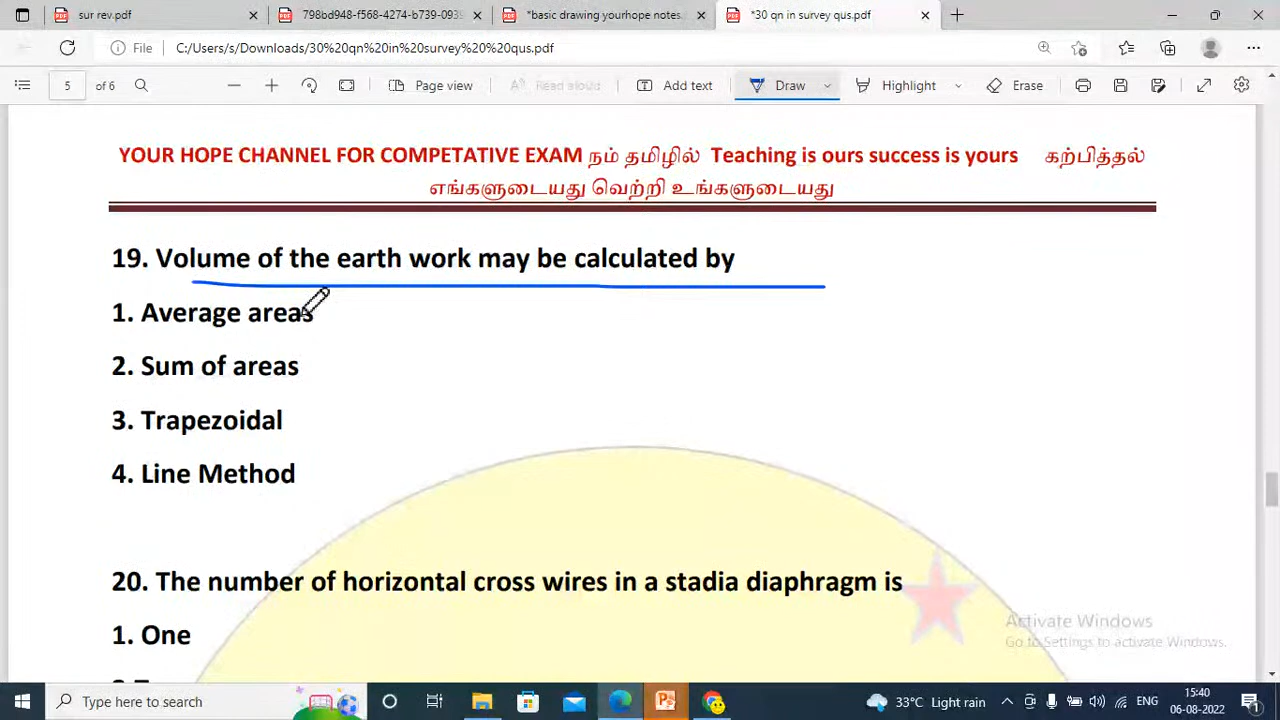 sur rev.pdf
798bd948-f568-4274-b739-093
*basic drawing yourhope notes.
*30 qn in survey qus.pdf
File
C:/Users/s/Downloads/30%20qn%20in%20survey%20%20qus.pdf
5 of 6
Page view
Read aloud
Add text
Draw
Highlight
Erase
YOUR HOPE CHANNEL FOR COMPETATIVE EXAM நம் தமிழில் Teaching is ours success is yours கற்பித்தல்
எங்களுடையது வெற்றி உங்களுடையது
19. Volume of the earth work may be calculated by
1. Average areas
2. Sum of areas
3. Trapezoidal
4. Line Method
20. The number of horizontal cross wires in a stadia diaphragm is
1. One
Activate Windows
Go to Settings to activate Windows.
Type here to search
33°C Light rain
ENG
15:40
06-08-2022